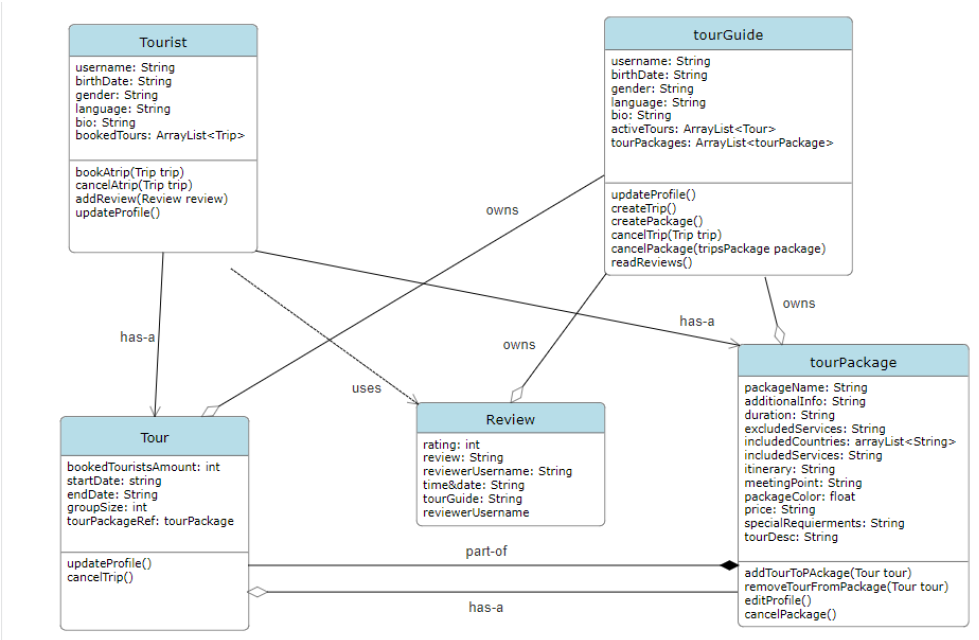 Tourist
username: String
birthDate: String
gender: String
language: String
bio: String
bookedTours: ArrayList<Trip>
bookAtrip(Trip trip)
cancelAtrip(Trip trip)
addReview(Review review)
updateProfile()
tourGuide
username: String
birthDate: String
gender: String
language: String
bio: String
activeTours: ArrayList<Tour>
tourPackages: ArrayList<tourPackage>
updateProfile()
createTrip()
createPackage()
cancelTrip(Trip trip)
cancelPackage(tripsPackage package)
readReviews()
owns
owns
has-a
has-a
owns
uses
Tour
bookedTouristsAmount: int
startDate: string
endDate: String
groupSize: int
tourPackageRef: tourPackage
updateProfile()
cancelTrip()
Review
rating: int
review: String
reviewerUsername: String
time&date: String
tourGuide: String
reviewerUsername
tourPackage
packageName: String
additionalInfo: String
duration: String
excludedServices: String
includedCountries: arrayList<String>
includedServices: String
itinerary: String
meetingPoint: String
packageColor: float
price: String
specialRequierments: String
tourDesc: String
addTourToPAckage(Tour tour)
removeTourFromPackage(Tour tour)
editProfile()
cancelPackage()
part-of
has-a